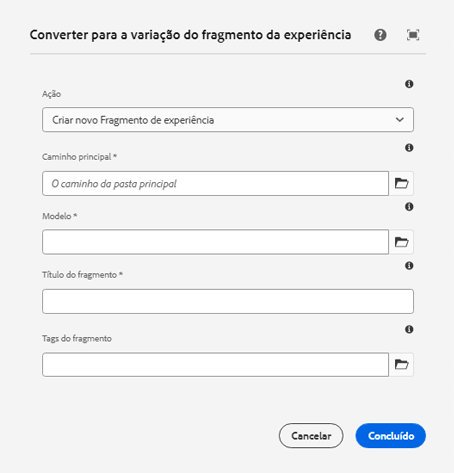 Converter para a variação do fragmento da experiência
Ação
Criar novo Fragmento de experiência
Caminho principal *
O caminho da pasta principal
Modelo *
Título do fragmento *
Tags do fragmento
Cancelar
Concluído